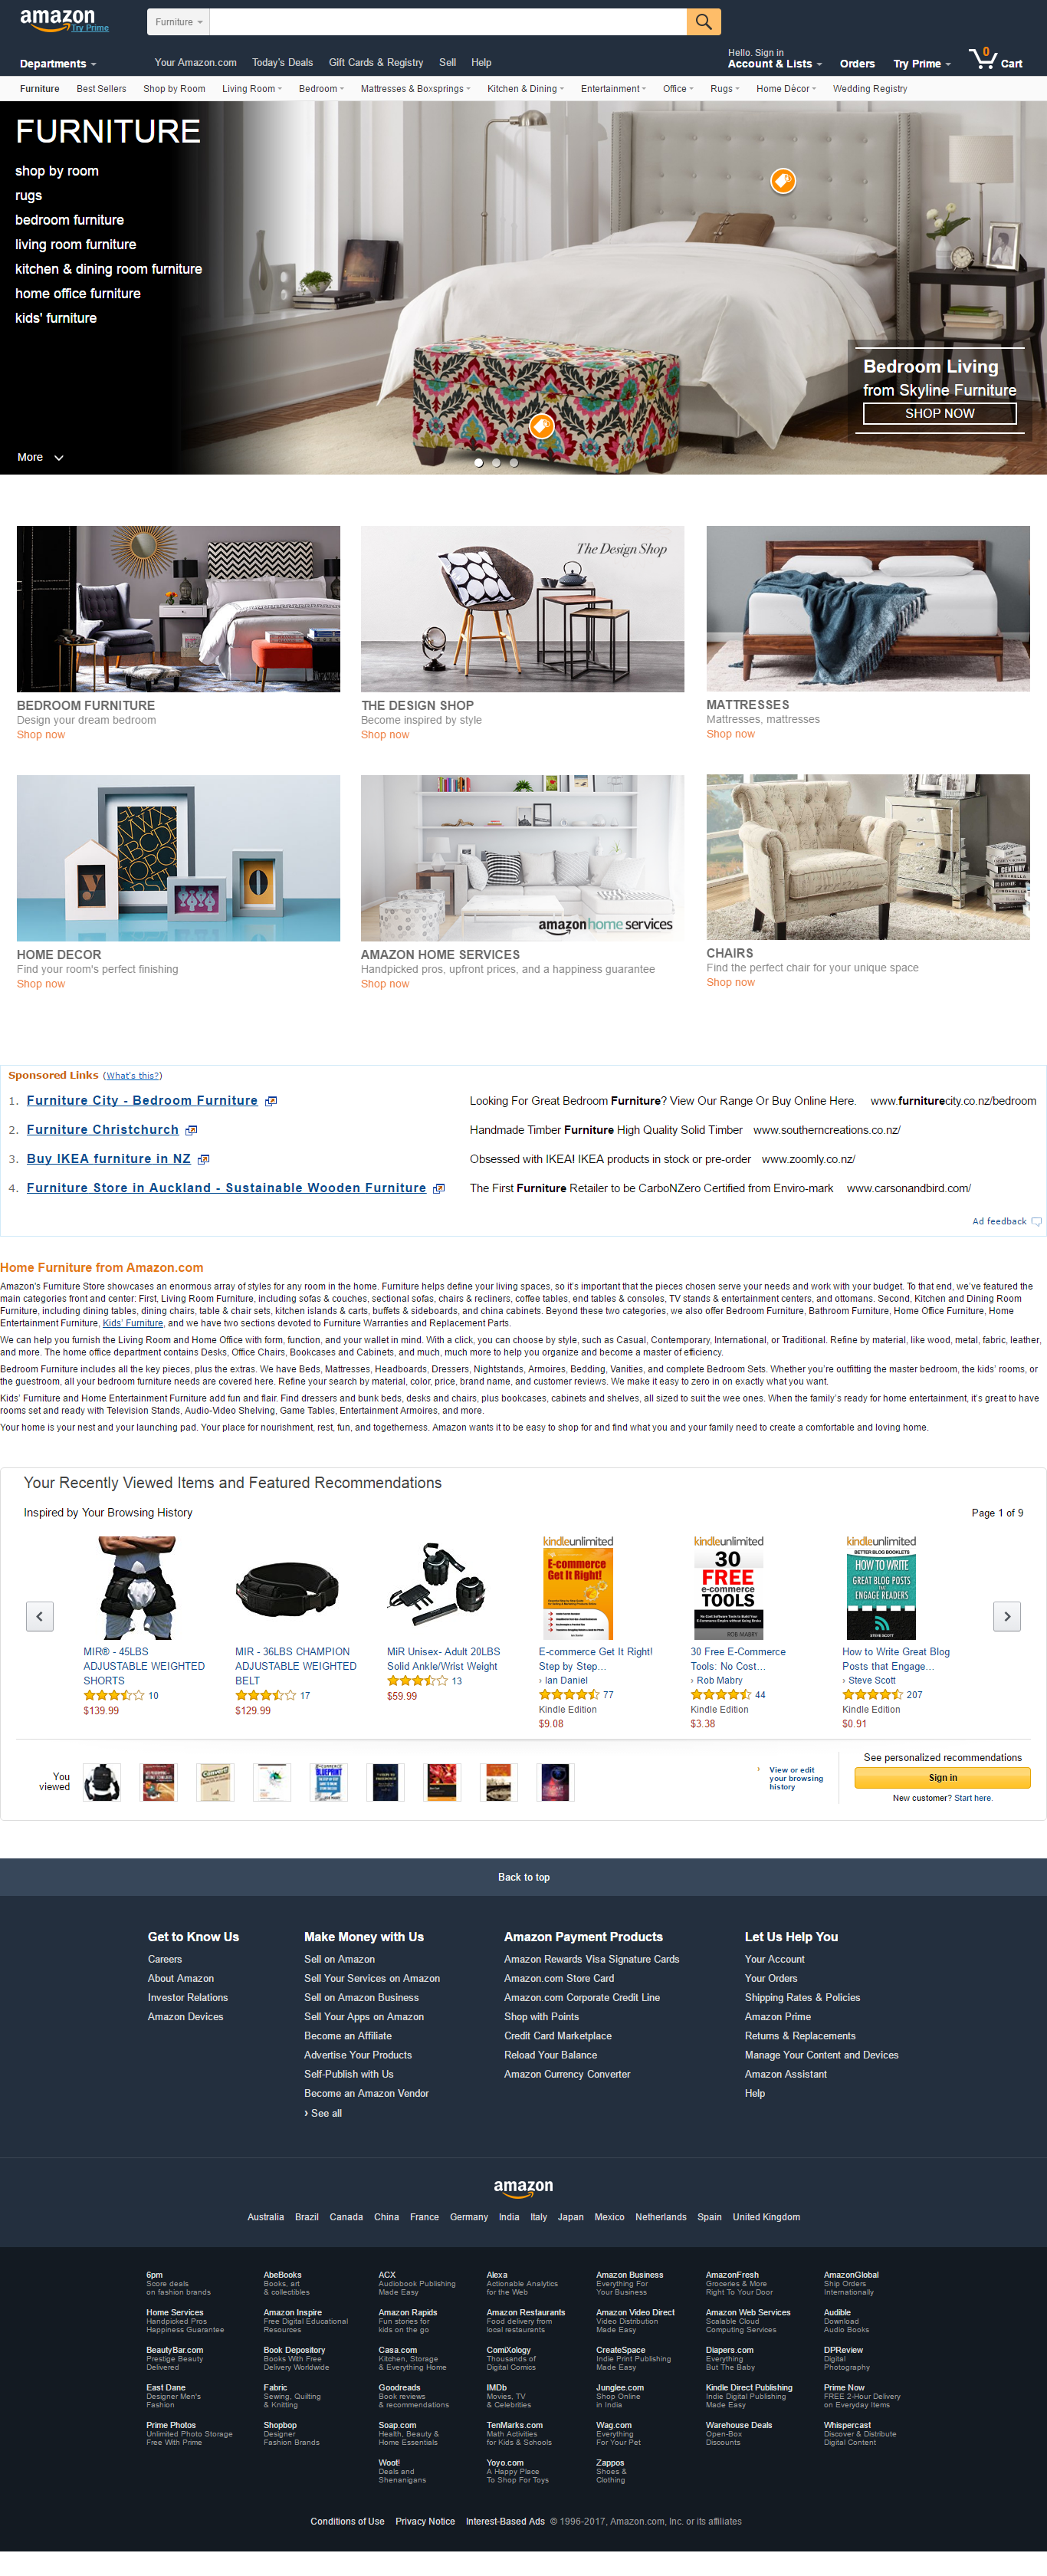 amazon
Try Prime
Furniture
Departments
Your Amazon.com Today's Deals Gift Cards & Registry Sell Help
Hello. Sign in
Account & Lists
Orders
Try Prime
0
Cart
Furniture Best Sellers Shop by Room Living Room Bedroom Mattresses & Boxsprings Kitchen & Dining Entertainment Office Rugs Home Décor Wedding Registry
FURNITURE
shop by room
rugs
bedroom furniture
living room furniture
kitchen & dining room furniture
home office furniture
kids' furniture
More
Bedroom Living
from Skyline Furniture
SHOP NOW
The Design Shop
BEDROOM FURNITURE
Design your dream bedroom
Shop now
THE DESIGN SHOP
Become inspired by style
Shop now
MATTRESSES
Mattresses, mattresses
Shop now
amazon home services
HOME DECOR
Find your room's perfect finishing
Shop now
AMAZON HOME SERVICES
Handpicked pros, upfront prices, and a happiness guarantee
Shop now
CHAIRS
Find the perfect chair for your unique space
Shop now
Sponsored Links (What's this?)
1. Furniture City - Bedroom Furniture Looking For Great Bedroom Furniture? View Our Range Or Buy Online Here. www.furniturecity.co.nz/bedroom
2. Furniture Christchurch Handmade Timber Furniture High Quality Solid Timber www.southerncreations.co.nz/
3. Buy IKEA furniture in NZ Obsessed with IKEA! IKEA products in stock or pre-order www.zoomly.co.nz/
4. Furniture Store in Auckland - Sustainable Wooden Furniture The First Furniture Retailer to be CarboNZero Certified from Enviro-mark www.carsonandbird.com/
Ad feedback
Home Furniture from Amazon.com
Amazon's Furniture Store showcases an enormous array of styles for any room in the home. Furniture helps define your living spaces, so it's important that the pieces chosen serve your needs and work with your budget. To that end, we've featured the
main categories front and center: First, Living Room Furniture, including sofas & couches, sectional sofas, chairs & recliners, coffee tables, end tables & consoles, TV stands & entertainment centers, and ottomans. Second, Kitchen and Dining Room
Furniture, including dining tables, dining chairs, table & chair sets, kitchen islands & carts, buffets & sideboards, and china cabinets. Beyond these two categories, we also offer Bedroom Furniture, Bathroom Furniture, Home Office Furniture, Home
Entertainment Furniture, Kids' Furniture, and we have two sections devoted to Furniture Warranties and Replacement Parts.
We can help you furnish the Living Room and Home Office with form, function, and your wallet in mind. With a click, you can choose by style, such as Casual, Contemporary, International, or Traditional. Refine by material, like wood, metal, fabric, leather,
and more. The home office department contains Desks, Office Chairs, Bookcases and Cabinets, and much, much more to help you organize and become a master of efficiency.
Bedroom Furniture includes all the key pieces, plus the extras. We have Beds, Mattresses, Headboards, Dressers, Nightstands, Armoires, Bedding, Vanities, and complete Bedroom Sets. Whether you're outfitting the master bedroom, the kids' rooms, or
the guestroom, all your bedroom furniture needs are covered here. Refine your search by material, color, price, brand name, and customer reviews. We make it easy to zero in on exactly what you want.
Kids' Furniture and Home Entertainment Furniture add fun and flair. Find dressers and bunk beds, desks and chairs, plus bookcases, cabinets and shelves, all sized to suit the wee ones. When the family's ready for home entertainment, it's great to have
rooms set and ready with Television Stands, Audio-Video Shelving, Game Tables, Entertainment Armoires, and more.
Your home is your nest and your launching pad. Your place for nourishment, rest, fun, and togetherness. Amazon wants it to be easy to shop for and find what you and your family need to create a comfortable and loving home.
Your Recently Viewed Items and Featured Recommendations
Inspired by Your Browsing History
Page 1 of 9
kindleunlimited
E-commerce
Get It Right!
kindleunlimited
30
FREE
e-commerce
TOOLS
ROB MABRY
kindleunlimited
BETTER BLOG BOOKLETS
HOW TO WRITE
GREAT BLOG POSTS
THAT ENGAGE
READERS
STEVE SCOTT
MIR® - 45LBS
ADJUSTABLE WEIGHTED
SHORTS
10
$139.99
MIR - 36LBS CHAMPION
ADJUSTABLE WEIGHTED
BELT
17
$129.99
MiR Unisex- Adult 20LBS
Solid Ankle/Wrist Weight
13
$59.99
E-commerce Get It Right!
Step by Step...
› Ian Daniel
77
Kindle Edition
$9.08
30 Free E-Commerce
Tools: No Cost...
› Rob Mabry
44
Kindle Edition
$3.38
How to Write Great Blog
Posts that Engage...
› Steve Scott
207
Kindle Edition
$0.91
You
viewed
BLUEPRINT
› View or edit
your browsing
history
See personalized recommendations
Sign in
New customer? Start here.
Back to top
Get to Know Us
Careers
About Amazon
Investor Relations
Amazon Devices
Make Money with Us
Sell on Amazon
Sell Your Services on Amazon
Sell on Amazon Business
Sell Your Apps on Amazon
Become an Affiliate
Advertise Your Products
Self-Publish with Us
Become an Amazon Vendor
› See all
Amazon Payment Products
Amazon Rewards Visa Signature Cards
Amazon.com Store Card
Amazon.com Corporate Credit Line
Shop with Points
Credit Card Marketplace
Reload Your Balance
Amazon Currency Converter
Let Us Help You
Your Account
Your Orders
Shipping Rates & Policies
Amazon Prime
Returns & Replacements
Manage Your Content and Devices
Amazon Assistant
Help
amazon
Australia Brazil Canada China France Germany India Italy Japan Mexico Netherlands Spain United Kingdom
6pm
Score deals
on fashion brands
AbeBooks
Books, art
& collectibles
ACX
Audiobook Publishing
Made Easy
Alexa
Actionable Analytics
for the Web
Amazon Business
Everything For
Your Business
AmazonFresh
Groceries & More
Right To Your Door
AmazonGlobal
Ship Orders
Internationally
Home Services
Handpicked Pros
Happiness Guarantee
Amazon Inspire
Free Digital Educational
Resources
Amazon Rapids
Fun stories for
kids on the go
Amazon Restaurants
Food delivery from
local restaurants
Amazon Video Direct
Video Distribution
Made Easy
Amazon Web Services
Scalable Cloud
Computing Services
Audible
Download
Audio Books
BeautyBar.com
Prestige Beauty
Delivered
Book Depository
Books With Free
Delivery Worldwide
Casa.com
Kitchen, Storage
& Everything Home
ComiXology
Thousands of
Digital Comics
CreateSpace
Indie Print Publishing
Made Easy
Diapers.com
Everything
But The Baby
DPReview
Digital
Photography
East Dane
Designer Men's
Fashion
Fabric
Sewing, Quilting
& Knitting
Goodreads
Book reviews
& recommendations
IMDb
Movies, TV
& Celebrities
Junglee.com
Shop Online
in India
Kindle Direct Publishing
Indie Digital Publishing
Made Easy
Prime Now
FREE 2-Hour Delivery
on Everyday Items
Prime Photos
Unlimited Photo Storage
Free With Prime
Shopbop
Designer
Fashion Brands
Soap.com
Health, Beauty &
Home Essentials
TenMarks.com
Math Activities
for Kids & Schools
Wag.com
Everything
For Your Pet
Warehouse Deals
Open-Box
Discounts
Whispercast
Discover & Distribute
Digital Content
Woot!
Deals and
Shenanigans
Yoyo.com
A Happy Place
To Shop For Toys
Zappos
Shoes &
Clothing
Conditions of Use Privacy Notice Interest-Based Ads © 1996-2017, Amazon.com, Inc. or its affiliates